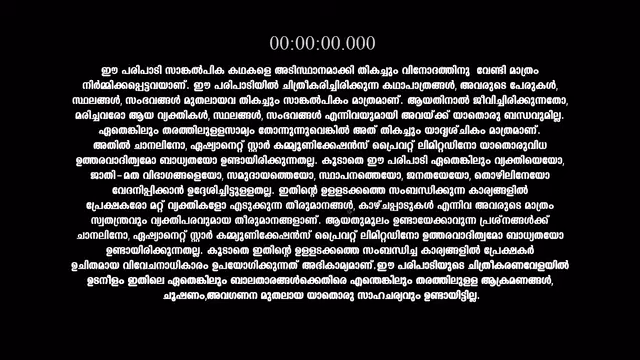 00:00:00.000
ഈ പരിപാടി സാങ്കൽപിക കഥകളെ അടിസ്ഥാനമാക്കി തികച്ചും വിനോദത്തിനു വേണ്ടി മാത്രം
നിർമ്മിക്കപ്പെട്ടവയാണ്. ഈ പരിപാടിയിൽ ചിത്രീകരിച്ചിരിക്കുന്ന കഥാപാത്രങ്ങൾ, അവരുടെ പേരുകൾ,
സ്ഥലങ്ങൾ, സംഭവങ്ങൾ മുതലായവ തികച്ചും സാങ്കൽപികം മാത്രമാണ്. ആയതിനാൽ ജീവിച്ചിരിക്കുന്നതോ,
മരിച്ചവരോ ആയ വ്യക്തികൾ, സ്ഥലങ്ങൾ, സംഭവങ്ങൾ എന്നിവയുമായി അവയ്ക്ക് യാതൊരു ബന്ധവുമില്ല.
ഏതെങ്കിലും തരത്തിലുളളസാമ്യം തോന്നുന്നുവെങ്കിൽ അത് തികച്ചും യാദൃശ്ചികം മാത്രമാണ്.
അതിൽ ചാനലിനോ, ഏഷ്യാനെറ്റ് സ്റ്റാർ കമ്മ്യൂണിക്കേഷൻസ് പ്രൈവറ്റ് ലിമിറ്റഡിനോ യാതൊരുവിധ
ഉത്തരവാദിത്വമോ ബാധ്യതയോ ഉണ്ടായിരിക്കുന്നതല്ല. കൂടാതെ ഈ പരിപാടി ഏതെങ്കിലും വ്യക്തിയെയോ,
ജാതി-മത വിഭാഗങ്ങളെയോ, സമുദായത്തെയോ, സ്ഥാപനത്തെയോ, ജനതയേയോ, തൊഴിലിനേയോ
വേദനിപ്പിക്കാൻ ഉദ്ദേശിച്ചിട്ടുളളതല്ല. ഇതിന്റെ ഉളളടക്കത്തെ സംബന്ധിക്കുന്ന കാര്യങ്ങളിൽ
പ്രേക്ഷകരോ മറ്റ് വ്യക്തികളോ എടുക്കുന്ന തീരുമാനങ്ങൾ, കാഴ്ചപ്പാടുകൾ എന്നിവ അവരുടെ മാത്രം
സ്വതന്ത്രവും വ്യക്തിപരവുമായ തീരുമാനങ്ങളാണ്. ആയതുമൂലം ഉണ്ടായേക്കാവുന്ന പ്രശ്നങ്ങൾക്ക്
ചാനലിനോ, ഏഷ്യാനെറ്റ് സ്റ്റാർ കമ്മ്യൂണിക്കേഷൻസ് പ്രൈവറ്റ് ലിമിറ്റഡിനോ ഉത്തരവാദിത്വമോ ബാധ്യതയോ
ഉണ്ടായിരിക്കുന്നതല്ല. കൂടാതെ ഇതിന്റെ ഉളളടക്കത്തെ സംബന്ധിച്ച കാര്യങ്ങളിൽ പ്രേക്ഷകർ
ഉചിതമായ വിവേചനാധികാരം ഉപയോഗിക്കുന്നത് അഭികാമ്യമാണ്.ഈ പരിപാടിയുടെ ചിത്രീകരണവേളയിൽ
ഉടനീളം ഇതിലെ ഏതെങ്കിലും ബാലതാരങ്ങൾക്കെതിരെ എന്തെങ്കിലും തരത്തിലുളള ആക്രമണങ്ങൾ,
ചൂഷണം,അവഗണന മുതലായ യാതൊരു സാഹചര്യവും ഉണ്ടായിട്ടില്ല.